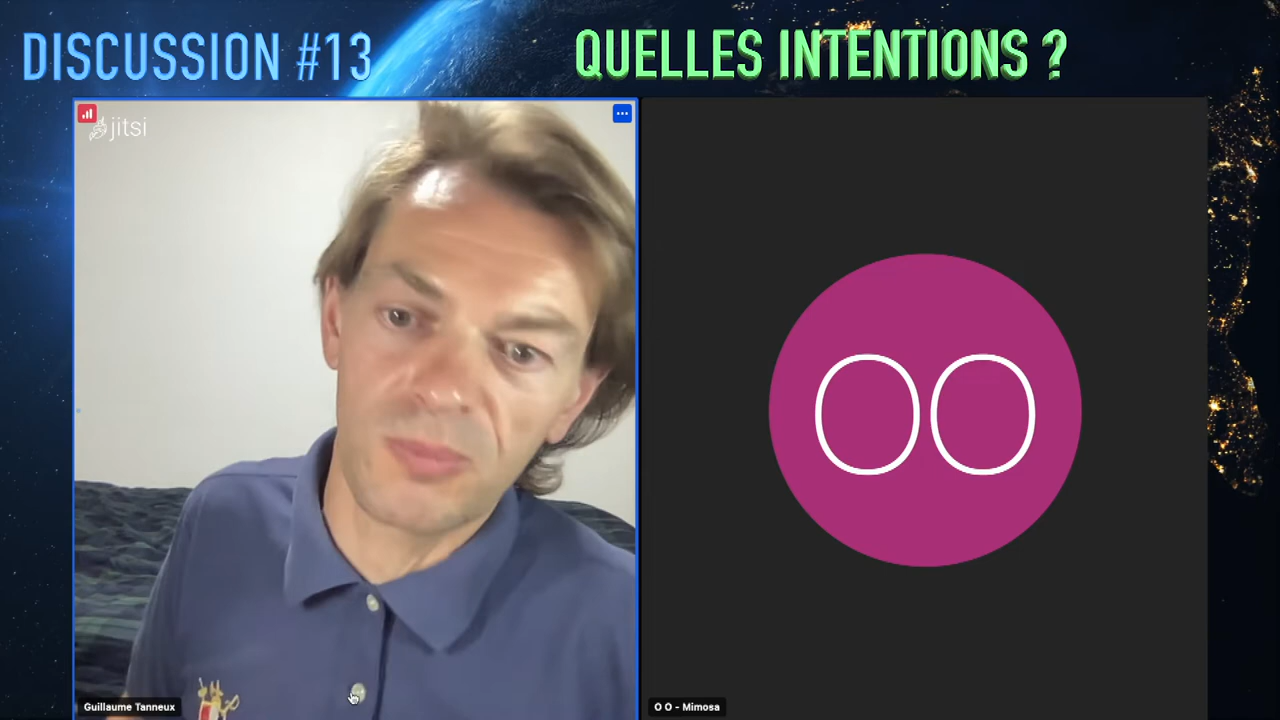 DISCUSSION #13
QUELLES INTENTIONS ?
jitsi
OO
Guillaume Tanneux
O O - Mimosa